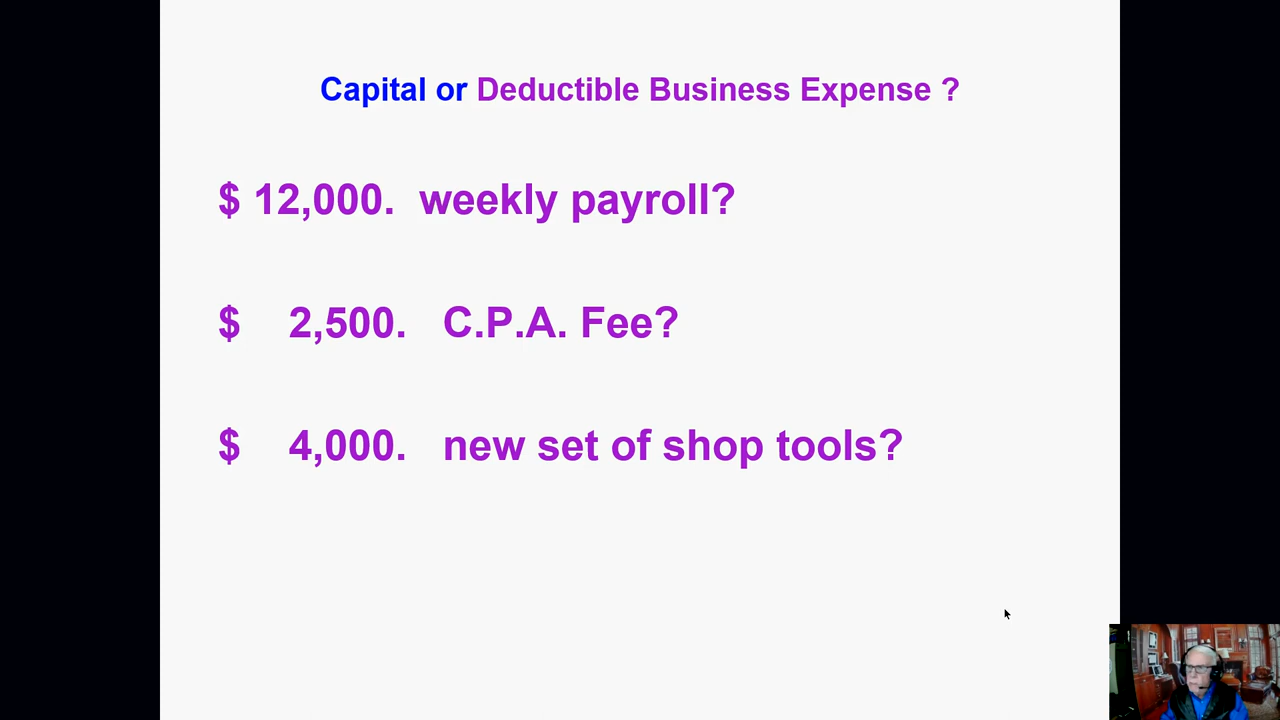 Capital or Deductible Business Expense ?
$ 12,000. weekly payroll?
$ 2,500. C.P.A. Fee?
$ 4,000. new set of shop tools?